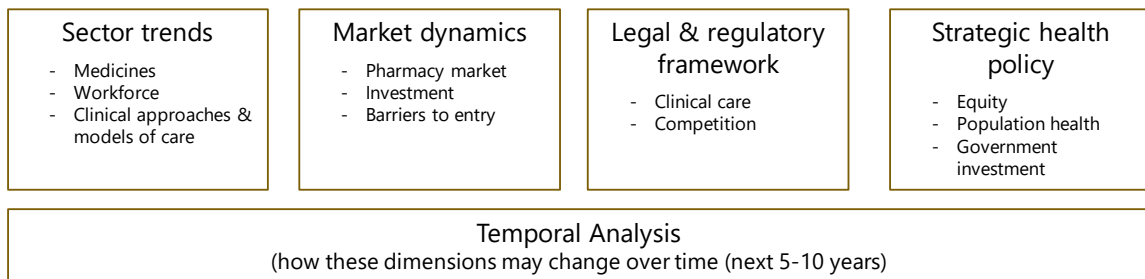 Sector trends
- Medicines
- Workforce
- Clinical approaches &
models of care
Market dynamics
- Pharmacy market
- Investment
- Barriers to entry
Legal & regulatory
framework
- Clinical care
- Competition
Strategic health
policy
- Equity
- Population health
- Government
investment
Temporal Analysis
(how these dimensions may change over time (next 5-10 years)